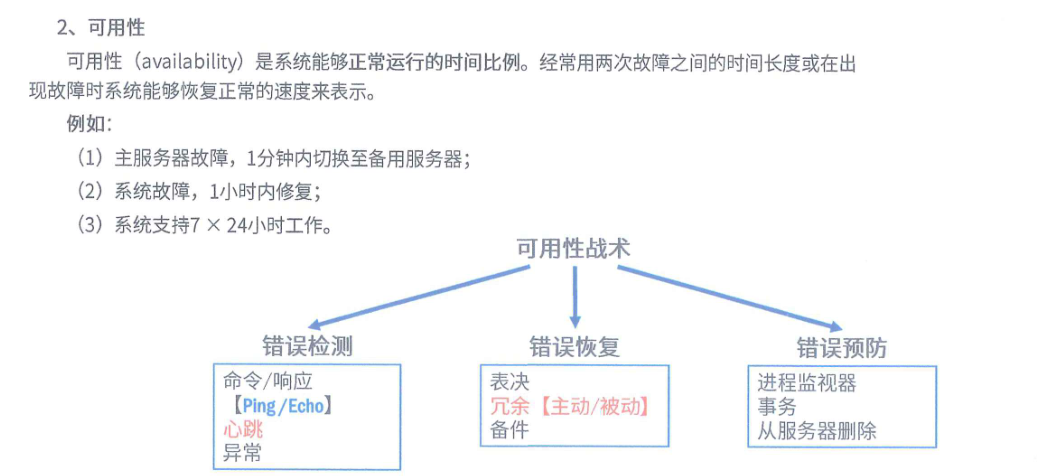 2、可用性
可用性（availability）是系统能够正常运行的时间比例。经常用两次故障之间的时间长度或在出
现故障时系统能够恢复正常的速度来表示。
例如：
（1）主服务器故障，1分钟内切换至备用服务器；
（2）系统故障，1小时内修复；
（3）系统支持7 × 24小时工作。
可用性战术
错误检测
命令/响应
【Ping/Echo】
心跳
异常
错误恢复
表决
冗余【主动/被动】
备件
错误预防
进程监视器
事务
从服务器删除